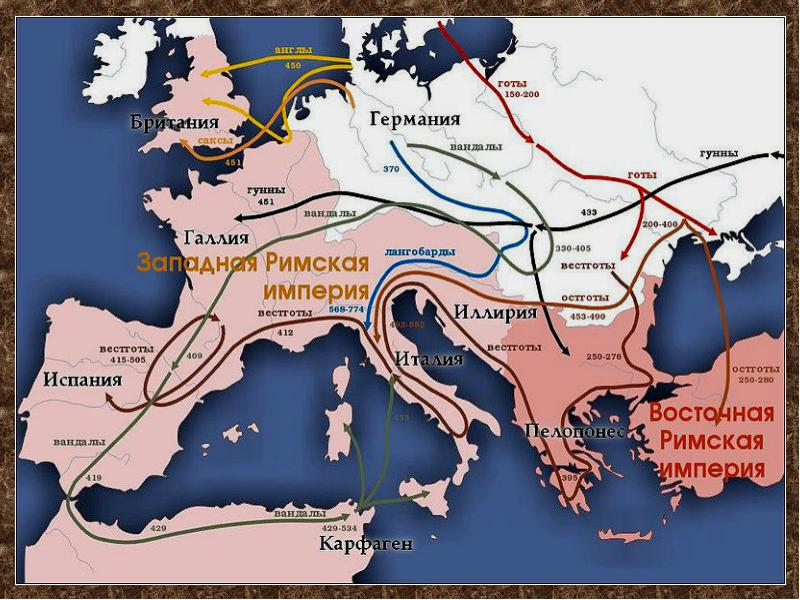 англы
450
готы
150-200
Британия
Германия
саксы
451
вандалы
гунны
370
готы
гунны
451
вандалы
433
200-400
Галлия
330-405
лангобарды
вестготы
Западная Римская
империя
остготы
453-490
568-774
вестготы
412
493-555
Иллирия
вестготы
415-505
409
вестготы
250-276
Италия
Испания
остготы
250-280
455
Восточная
Римская
империя
Пелопонес
вандалы
419
395
429
вандалы
429-534
Карфаген